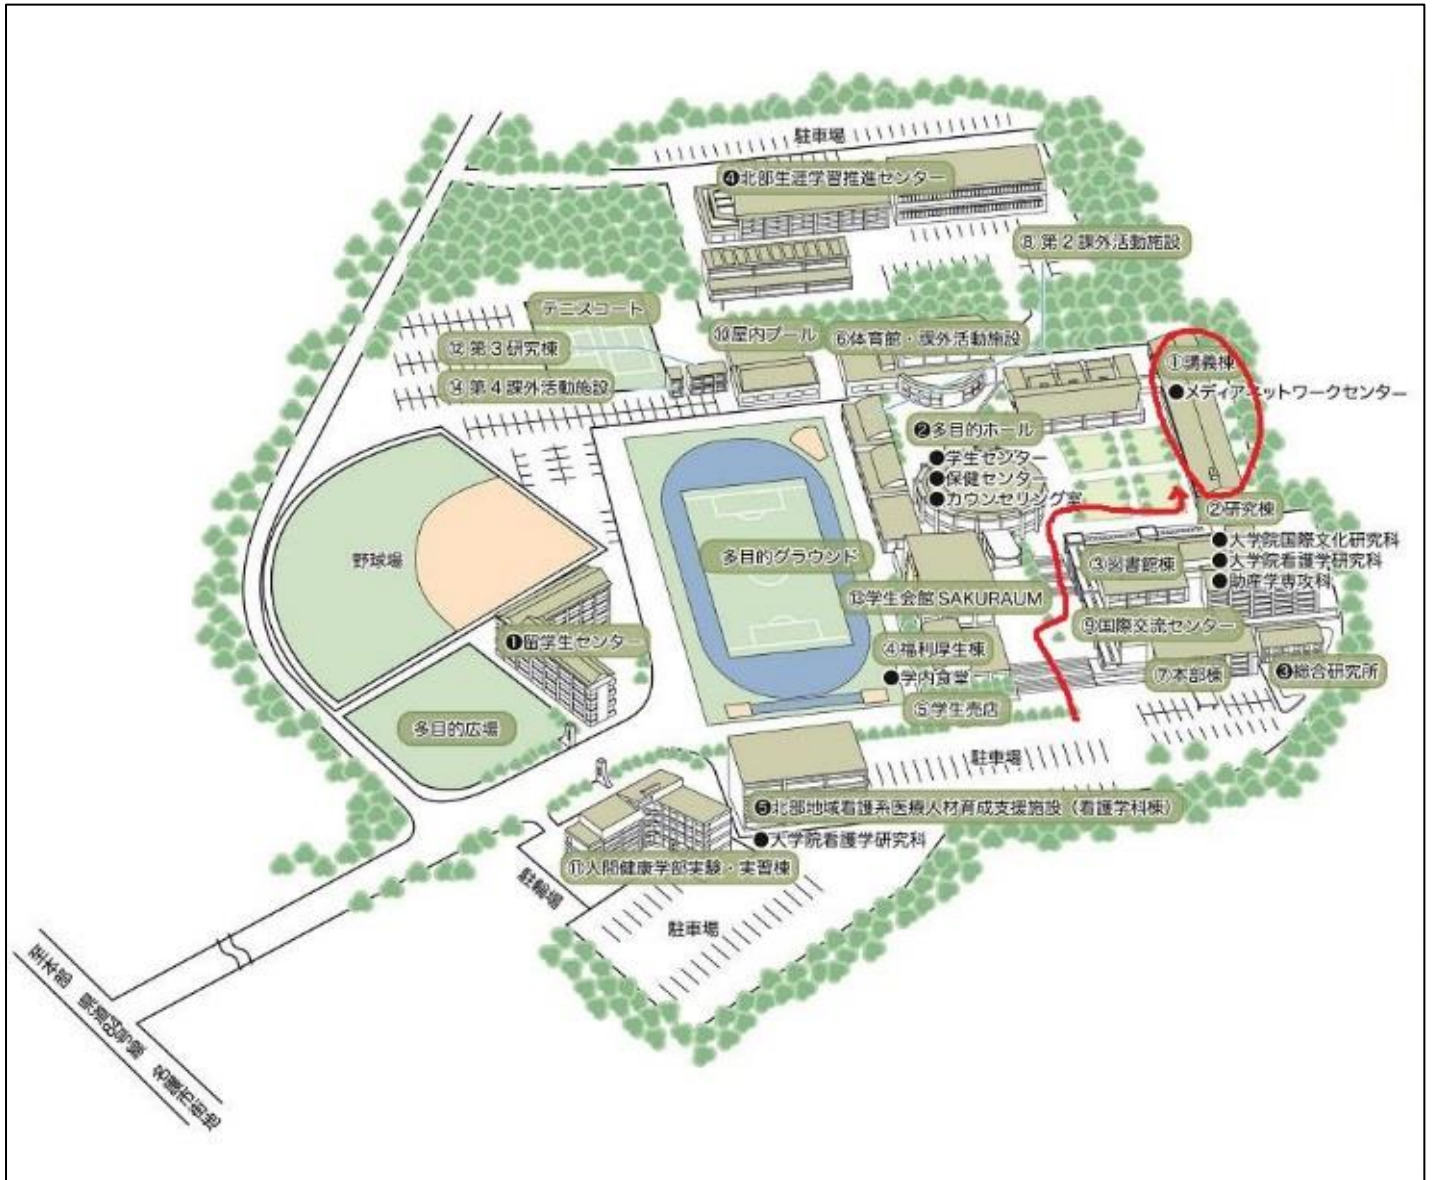 駐車場
❹北部生涯学習推進センター
⑧第2課外活動施設
テニスコート
⑫第3研究棟
⑭第4課外活動施設
⑩屋内プール
⑥体育館・課外活動施設
①講義棟
●メディアネットワークセンター
❷多目的ホール
●学生センター
●保健センター
●カウンセリング室
②研究棟
●大学院国際文化研究科
●大学院看護学研究科
●助産学専攻科
③図書館棟
野球場
多目的グラウンド
⑬学生会館SAKURAUM
⑨国際交流センター
❶留学生センター
④福利厚生棟
●学内食堂
⑦本部棟
❸総合研究所
⑤学生売店
多目的広場
駐車場
❺北部地域看護系医療人材育成支援施設(看護学科棟)
●大学院看護学研究科
⑪人間健康学部実験・実習棟
駐輪場
駐車場
至本部 県道84号線 名護市街地